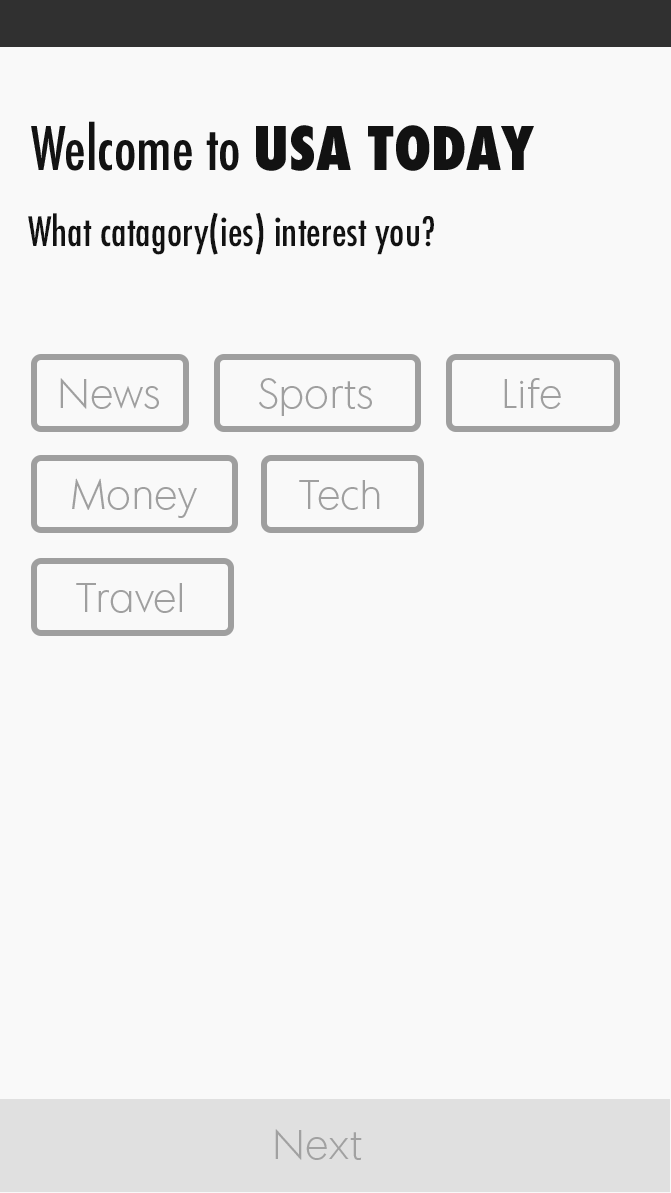 Welcome to USA TODAY
What catagory(ies) interest you?
News Sports Life
Money Tech
Travel
Next